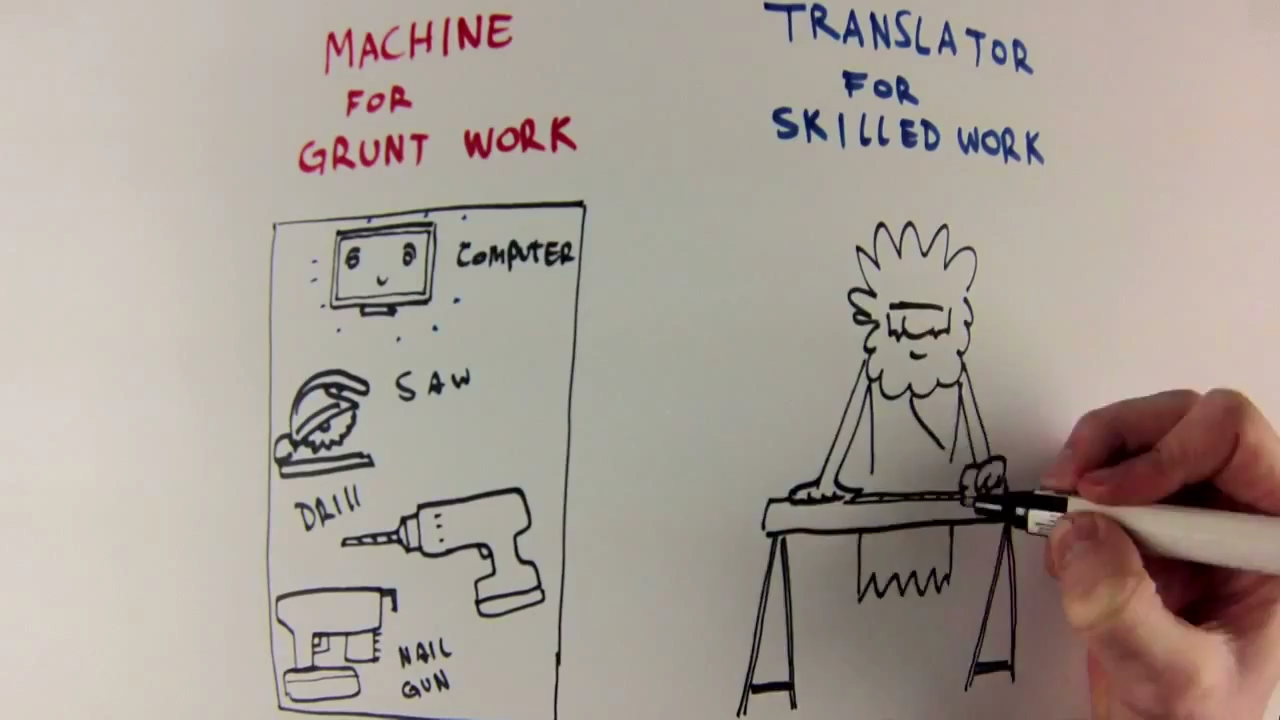 MACHINE
FOR
GRUNT WORK
COMPUTER
SAW
DRILL
NAIL
GUN
TRANSLATOR
FOR
SKILLED WORK